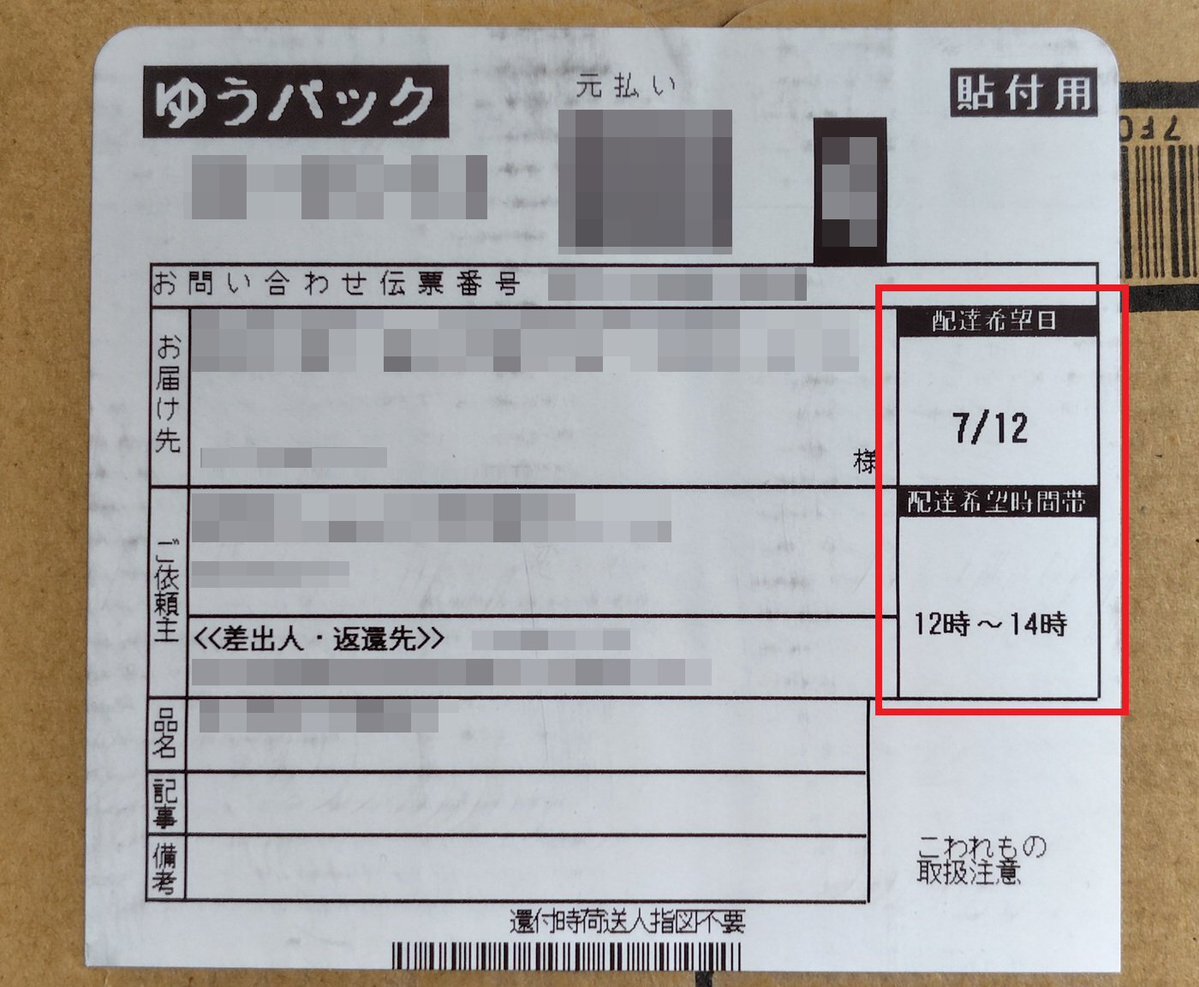 ゆうパック
元払い
貼付用
お問い合わせ伝票番号
お届け先
様
配達希望日
7/12
配達希望時間帯
12時～14時
ご依頼主
<<差出人・返還先>>
品名
記事
備考
こわれもの
取扱注意
還付時荷送人指図不要